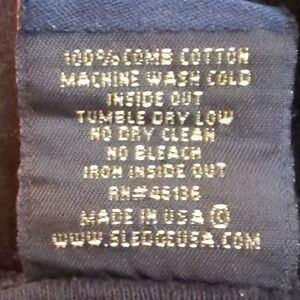 100% COMB COTTON
MACHINE WASH COLD
INSIDE OUT
TUMBLE DRY LOW
NO DRY CLEAN
NO BLEACH
IRON INSIDE OUT
RN#46136
MADE IN USA ©
WWW.SLEDGEUSA.COM